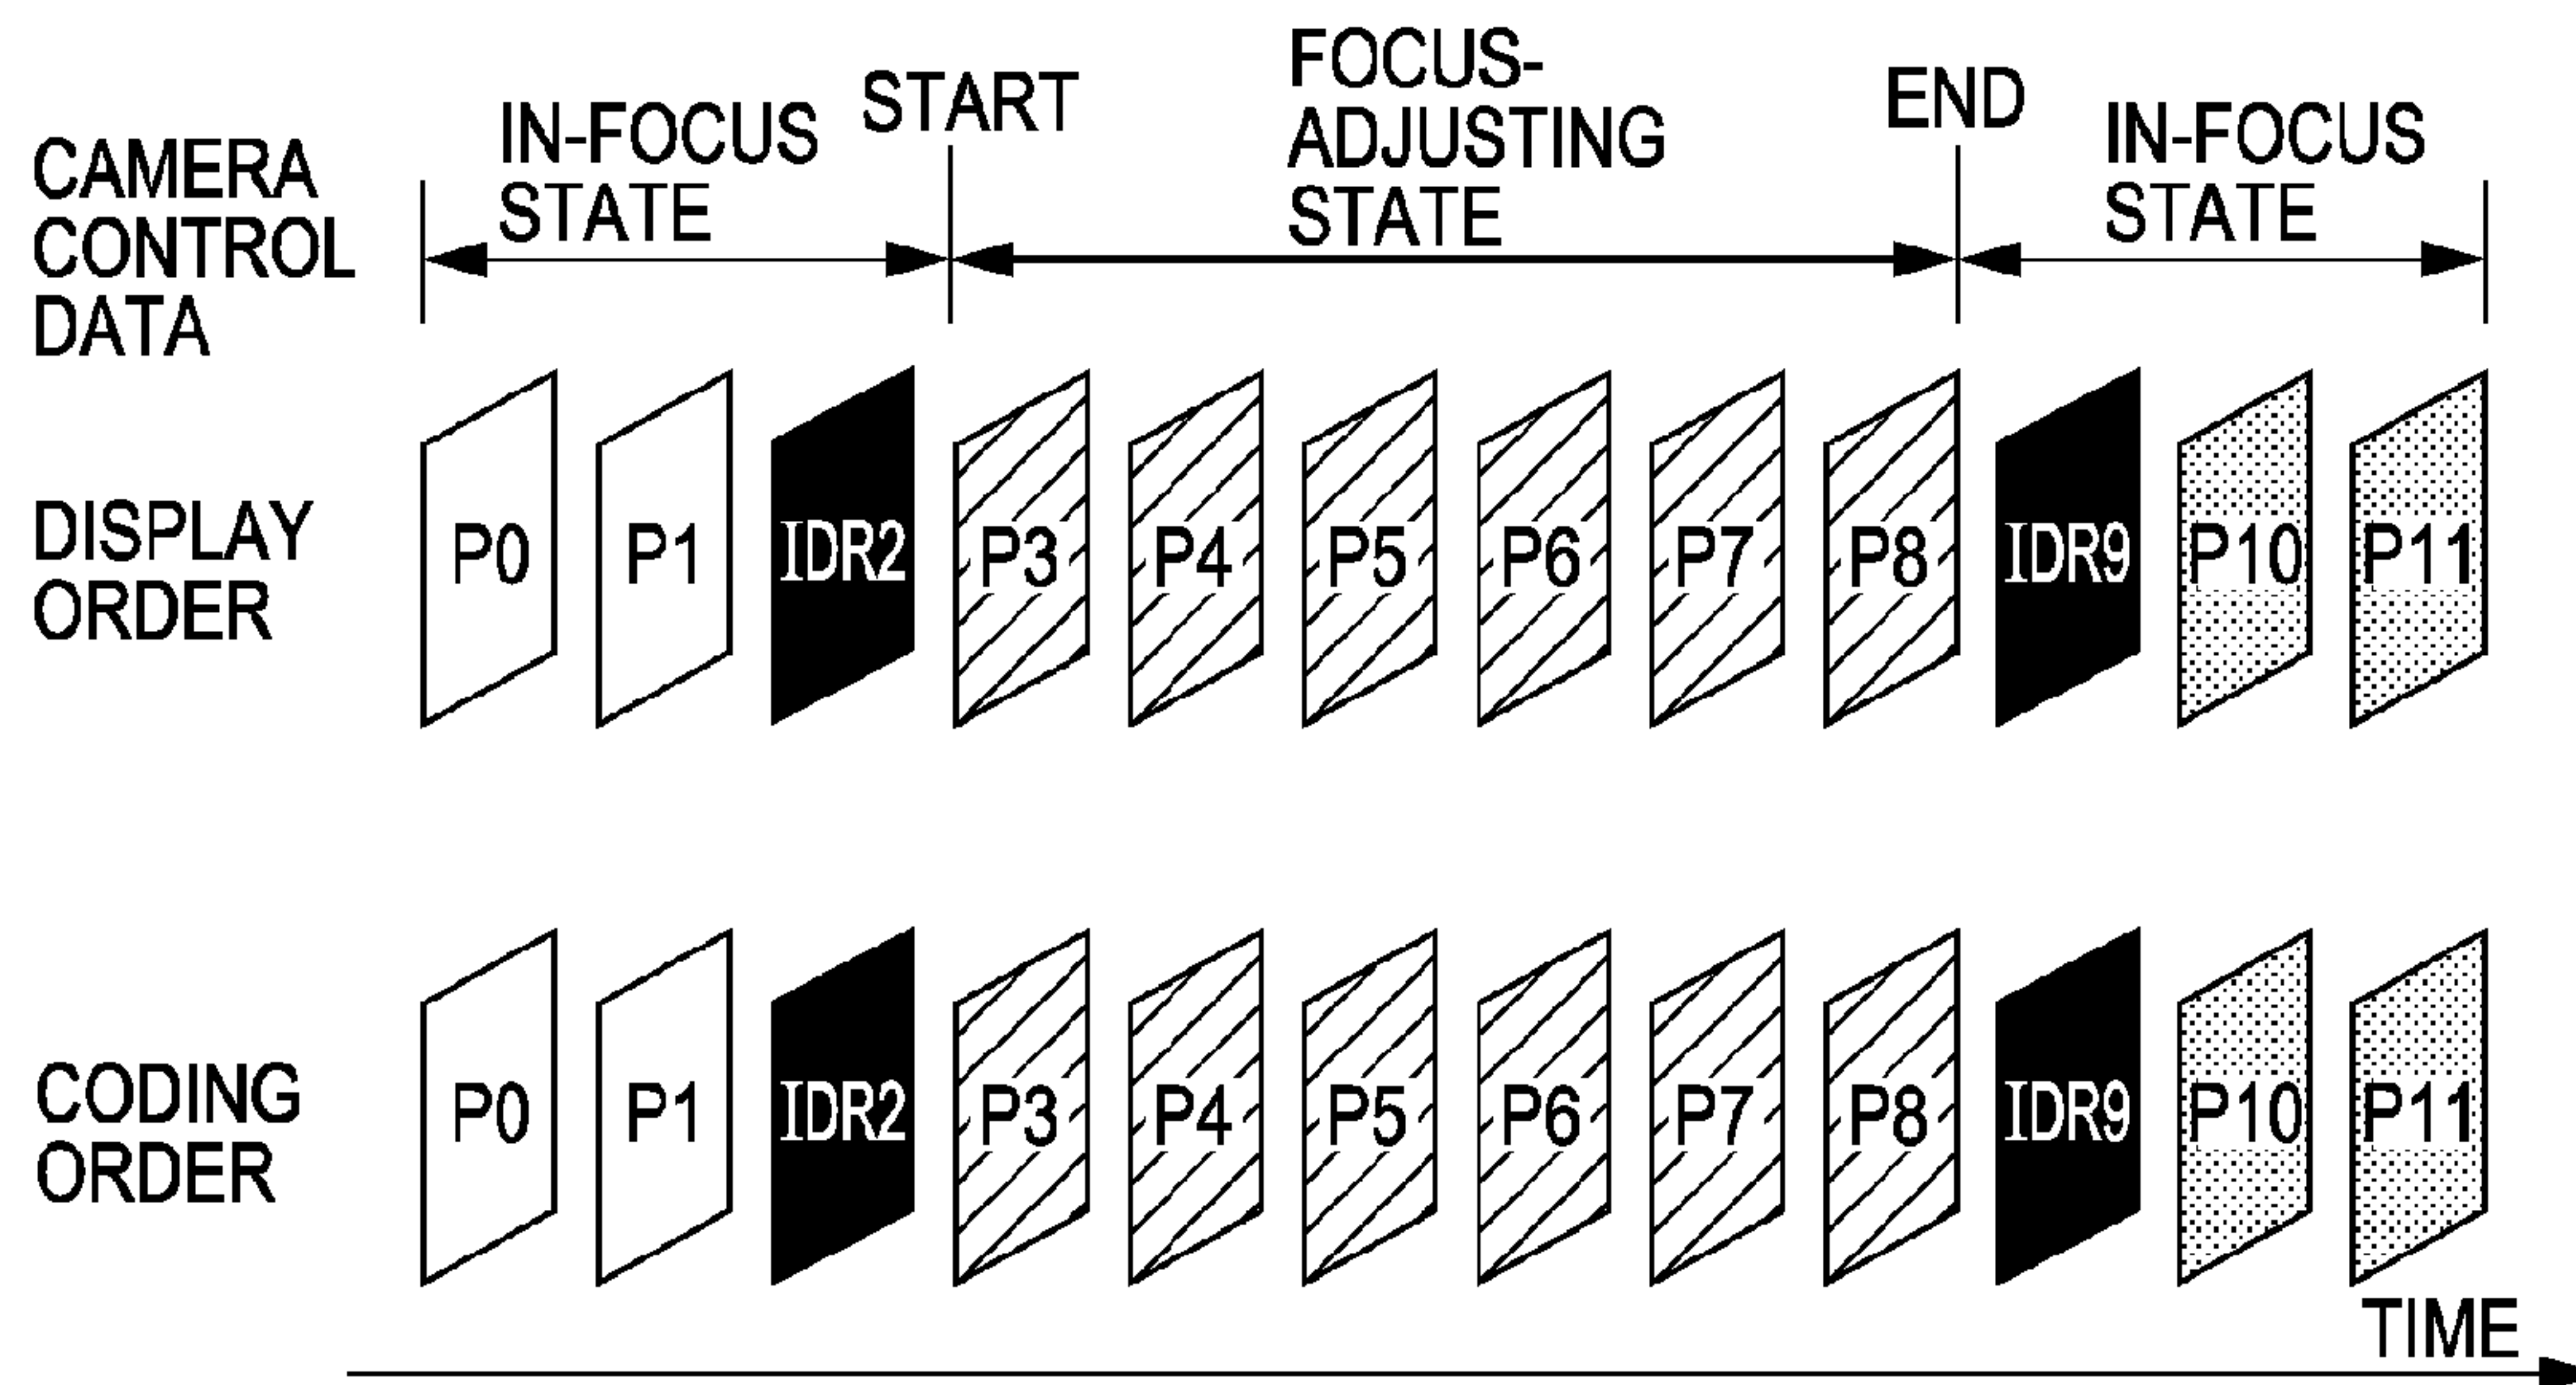 CAMERA
CONTROL
DATA
IN-FOCUS
STATE
START
FOCUS-
ADJUSTING
STATE
END
IN-FOCUS
STATE
DISPLAY
ORDER
P0 P1 IDR2 P3 P4 P5 P6 P7 P8 IDR9 P10 P11
CODING
ORDER
P0 P1 IDR2 P3 P4 P5 P6 P7 P8 IDR9 P10 P11
TIME